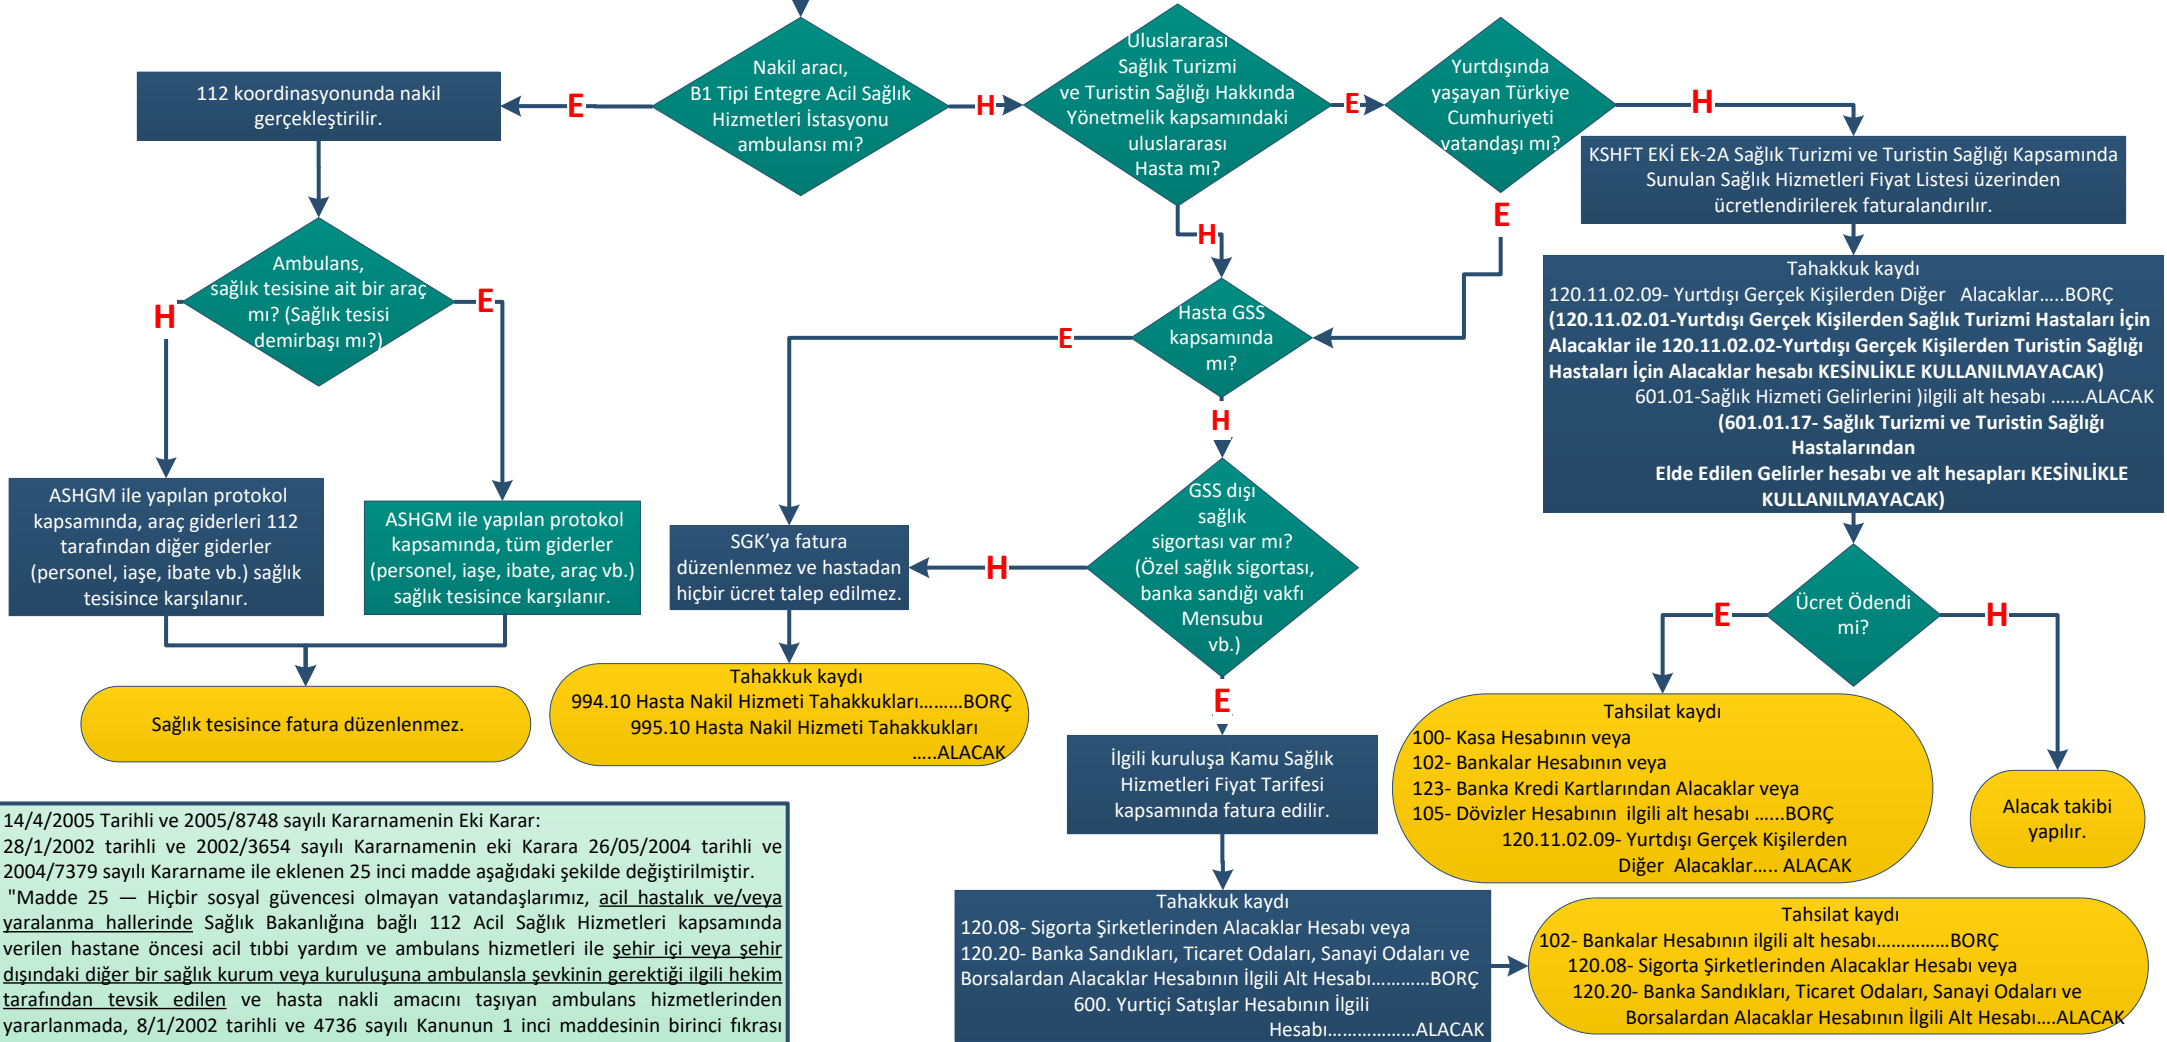 112 koordinasyonunda nakil
gerçekleştirilir.
E
Nakil aracı,
B1 Tipi Entegre Acil Sağlık
Hizmetleri İstasyonu
ambulansı mı?
H
Uluslararası
Sağlık Turizmi
ve Turistin Sağlığı Hakkında
Yönetmelik kapsamındaki
uluslararası
Hasta mı?
E
Yurtdışında
yaşayan Türkiye
Cumhuriyeti
vatandaşı mı?
H
KSHFT EKİ Ek-2A Sağlık Turizmi ve Turistin Sağlığı Kapsamında
Sunulan Sağlık Hizmetleri Fiyat Listesi üzerinden
ücretlendirilerek faturalandırılır.
E
H
Ambulans,
sağlık tesisine ait bir araç
mı? (Sağlık tesisi
demirbaşı mı?)
H
E
Hasta GSS
kapsamında
mı?
E
H
Tahakkuk kaydı
120.11.02.09- Yurtdışı Gerçek Kişilerden Diğer   Alacaklar…..BORÇ
(120.11.02.01-Yurtdışı Gerçek Kişilerden Sağlık Turizmi Hastaları İçin
Alacaklar ile 120.11.02.02-Yurtdışı Gerçek Kişilerden Turistin Sağlığı
Hastaları İçin Alacaklar hesabı KESİNLİKLE KULLANILMAYACAK)
601.01-Sağlık Hizmeti Gelirlerini )ilgili alt hesabı …….ALACAK
(601.01.17- Sağlık Turizmi ve Turistin Sağlığı
Hastalarından
Elde Edilen Gelirler hesabı ve alt hesapları KESİNLİKLE
KULLANILMAYACAK)
ASHGM ile yapılan protokol
kapsamında, araç giderleri 112
tarafından diğer giderler
(personel, iaşe, ibate vb.) sağlık
tesisince karşılanır.
ASHGM ile yapılan protokol
kapsamında, tüm giderler
(personel, iaşe, ibate, araç vb.)
sağlık tesisince karşılanır.
SGK’ya fatura
düzenlenmez ve hastadan
hiçbir ücret talep edilmez.
H
GSS dışı
sağlık
sigortası var mı?
(Özel sağlık sigortası,
banka sandığı vakfı
Mensubu
vb.)
E
Ücret Ödendi
mi?
E
H
Sağlık tesisince fatura düzenlenmez.
Tahakkuk kaydı
994.10 Hasta Nakil Hizmeti Tahakkukları………BORÇ
995.10 Hasta Nakil Hizmeti Tahakkukları
…..ALACAK
İlgili kuruluşa Kamu Sağlık
Hizmetleri Fiyat Tarifesi
kapsamında fatura edilir.
Tahsilat kaydı
100- Kasa Hesabının veya
102- Bankalar Hesabının veya
123- Banka Kredi Kartlarından Alacaklar veya
105- Dövizler Hesabının  ilgili alt hesabı …...BORÇ
120.11.02.09- Yurtdışı Gerçek Kişilerden
Diğer  Alacaklar….. ALACAK
Alacak takibi
yapılır.
14/4/2005 Tarihli ve 2005/8748 sayılı Kararnamenin Eki Karar:
28/1/2002 tarihli ve 2002/3654 sayılı Kararnamenin eki Karara 26/05/2004 tarihli ve
2004/7379 sayılı Kararname ile eklenen 25 inci madde aşağıdaki şekilde değiştirilmiştir.
"Madde 25 — Hiçbir sosyal güvencesi olmayan vatandaşlarımız, acil hastalık ve/veya
yaralanma hallerinde Sağlık Bakanlığına bağlı 112 Acil Sağlık Hizmetleri kapsamında
verilen hastane öncesi acil tıbbi yardım ve ambulans hizmetleri ile şehir içi veya şehir
dışındaki diğer bir sağlık kurum veya kuruluşuna ambulansla şevkinin gerektiği ilgili hekim
tarafından tevsik edilen ve hasta nakli amacını taşıyan ambulans hizmetlerinden
yararlanmada, 8/1/2002 tarihli ve 4736 sayılı Kanunun 1 inci maddesinin birinci fıkrası
Tahakkuk kaydı
120.08- Sigorta Şirketlerinden Alacaklar Hesabı veya
120.20- Banka Sandıkları, Ticaret Odaları, Sanayi Odaları ve
Borsalardan Alacaklar Hesabının İlgili Alt Hesabı…………BORÇ
600. Yurtiçi Satışlar Hesabının İlgili
Hesabı………………ALACAK
Tahsilat kaydı
102- Bankalar Hesabının ilgili alt hesabı……………BORÇ
120.08- Sigorta Şirketlerinden Alacaklar Hesabı veya
120.20- Banka Sandıkları, Ticaret Odaları, Sanayi Odaları ve
Borsalardan Alacaklar Hesabının İlgili Alt Hesabı….ALACAK